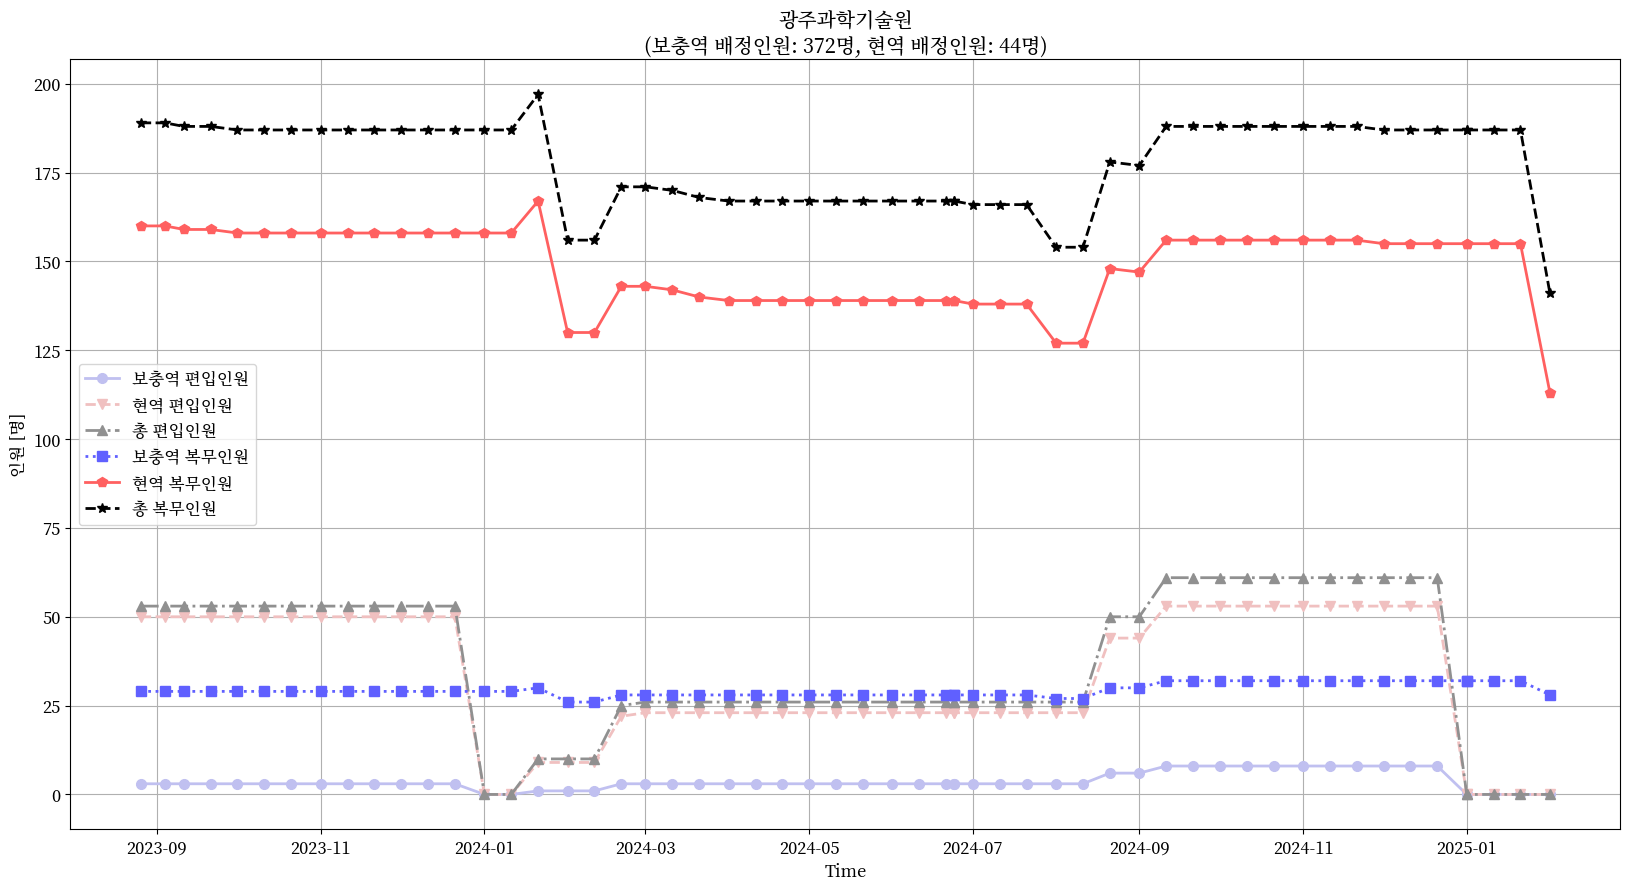 광주과학기술원
(보충역 배정인원: 372명, 현역 배정인원: 44명)
200
175
150
125
100
75
50
25
0
인원 [명]
보충역 편입인원
현역 편입인원
총 편입인원
보충역 복무인원
현역 복무인원
총 복무인원
2023-09
2023-11
2024-01
2024-03
2024-05
2024-07
2024-09
2024-11
2025-01
Time